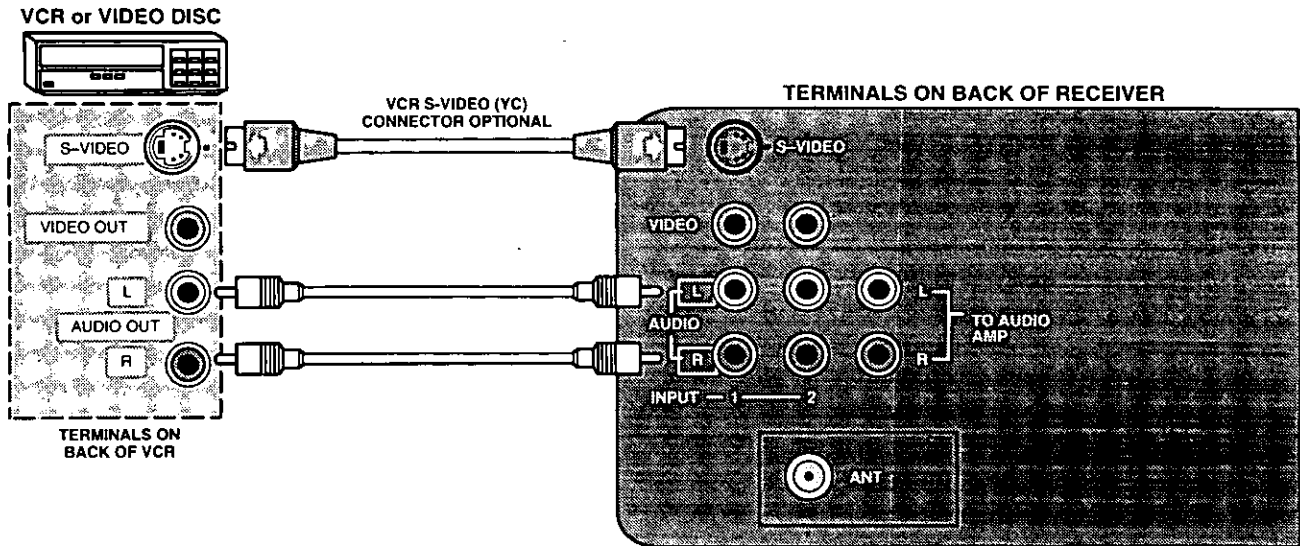 VCR or VIDEO DISC
VCR S-VIDEO (YC)
CONNECTOR OPTIONAL
TERMINALS ON BACK OF RECEIVER
S-VIDEO
S-VIDEO
VIDEO OUT
VIDEO
L
L
L
AUDIO OUT
AUDIO
TO AUDIO
AMP
R
R
R
INPUT 1 2
TERMINALS ON
BACK OF VCR
ANT